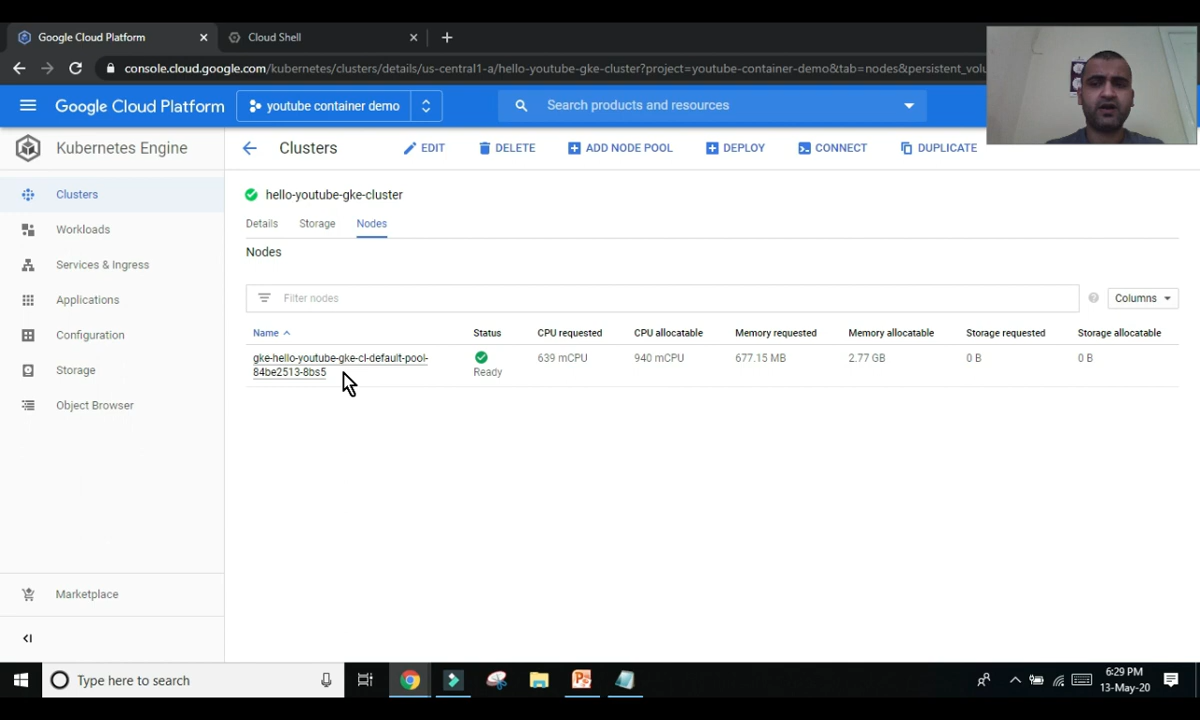 Google Cloud Platform
Cloud Shell
console.cloud.google.com/kubernetes/clusters/details/us-central1-a/hello-youtube-gke-cluster?project=youtube-container-demo&tab=nodes&persistent_volu
Google Cloud Platform
youtube container demo
Search products and resources
Kubernetes Engine
Clusters
EDIT
DELETE
ADD NODE POOL
DEPLOY
CONNECT
DUPLICATE
Clusters
Workloads
Services & Ingress
Applications
Configuration
Storage
Object Browser
Marketplace
hello-youtube-gke-cluster
Details Storage Nodes
Nodes
Filter nodes
Columns
Name Status CPU requested CPU allocatable Memory requested Memory allocatable Storage requested Storage allocatable
gke-hello-youtube-gke-cl-default-pool- 639 mCPU 940 mCPU 677.15 MB 2.77 GB 0 B 0 B
84be2513-8bs5 Ready
Type here to search
6:29 PM
13-May-20